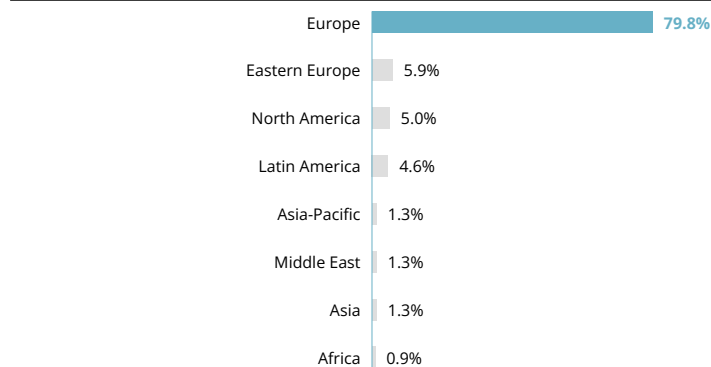 Europe 79.8%
Eastern Europe 5.9%
North America 5.0%
Latin America 4.6%
Asia-Pacific 1.3%
Middle East 1.3%
Asia 1.3%
Africa 0.9%